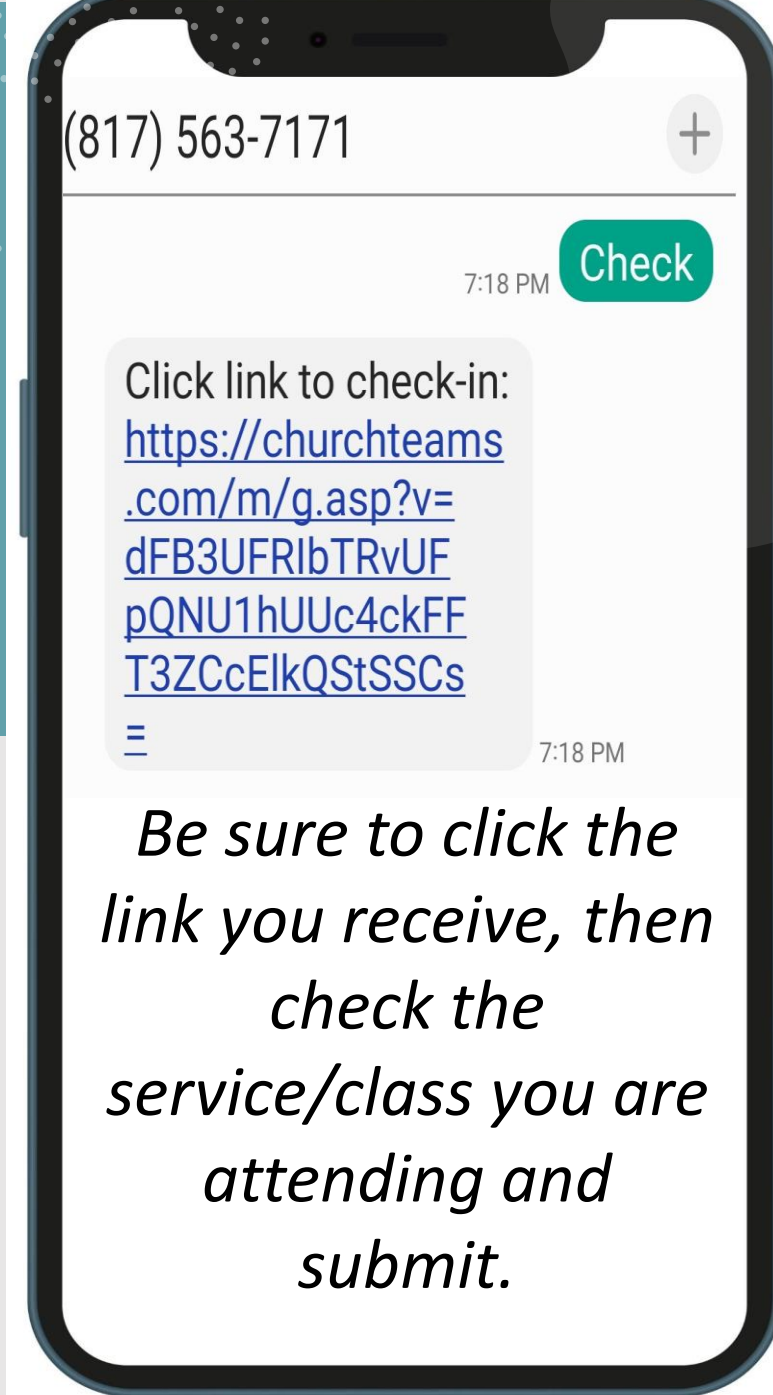 (817) 563-7171
+
Check
7:18 PM
Click link to check-in:
https://churchteams
.com/m/g.asp?v=
dFB3UFRIbTRvUF
pQNU1hUUc4ckFF
T3ZCcElkQStSSCs
=
7:18 PM
Be sure to click the
link you receive, then
check the
service/class you are
attending and
submit.